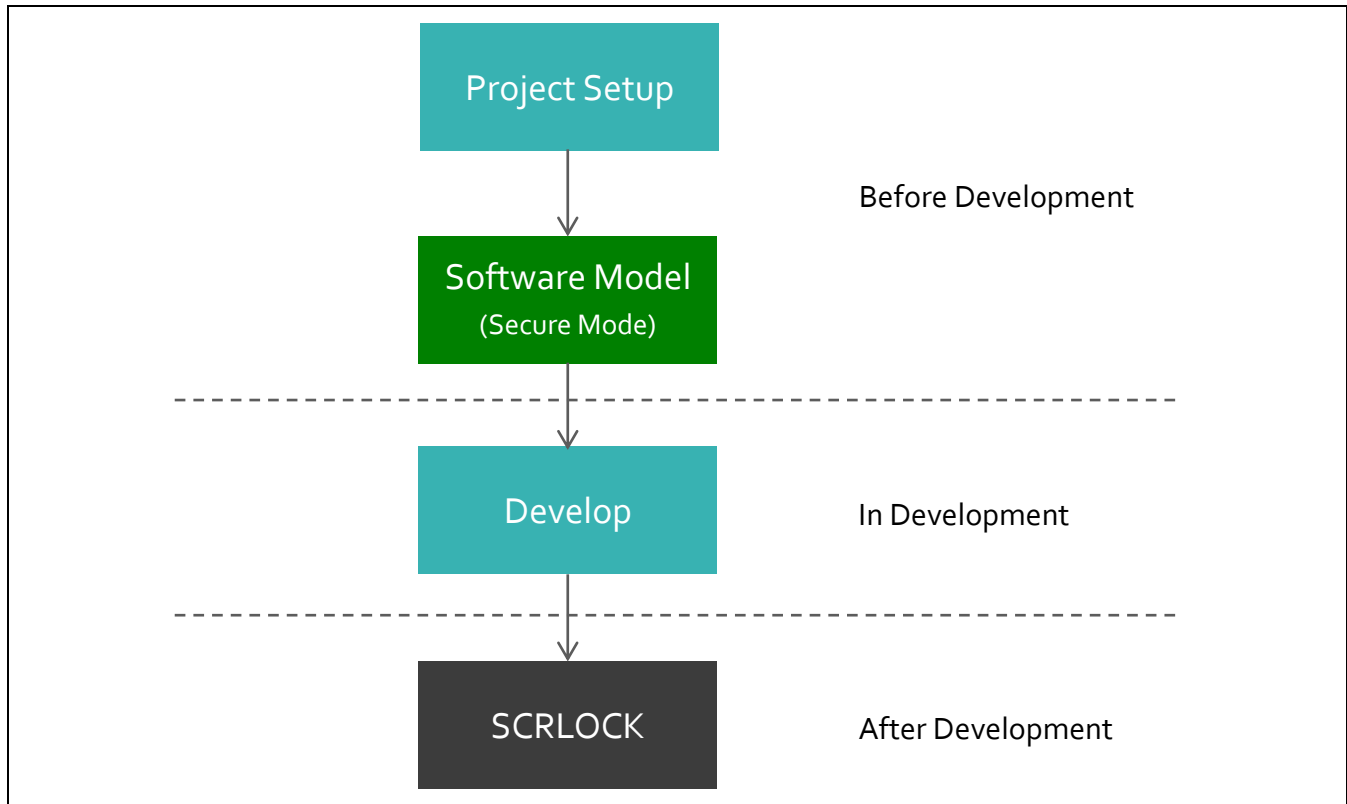 Project Setup
Before Development
Software Model
(Secure Mode)
Develop
In Development
SCRLOCK
After Development